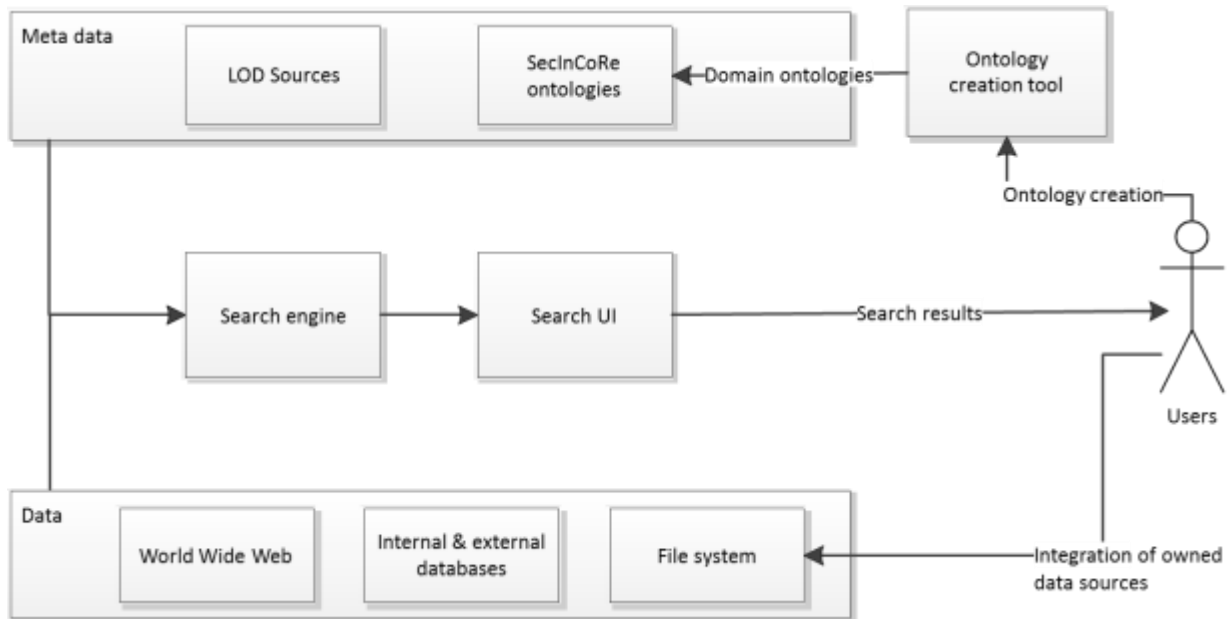 Meta data
LOD Sources
SecInCoRe
ontologies
Domain ontologies
Ontology
creation tool
Ontology creation
Search engine
Search UI
Search results
Users
Data
World Wide Web
Internal & external
databases
File system
Integration of owned
data sources